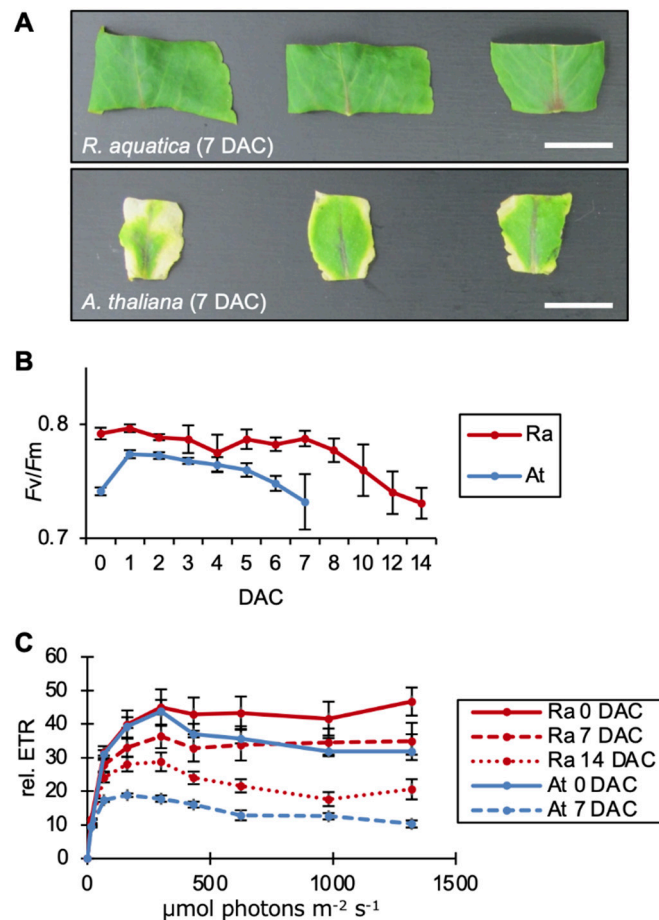 A
R. aquatica (7 DAC)
A. thaliana (7 DAC)
B
Fv/Fm
0.8
0.7
0 1 2 3 4 5 6 7 8 10 12 14
DAC
Ra
At
C
rel. ETR
60
50
40
30
20
10
0
0 500 1000 1500
µmol photons m⁻² s⁻¹
Ra 0 DAC
Ra 7 DAC
Ra 14 DAC
At 0 DAC
At 7 DAC